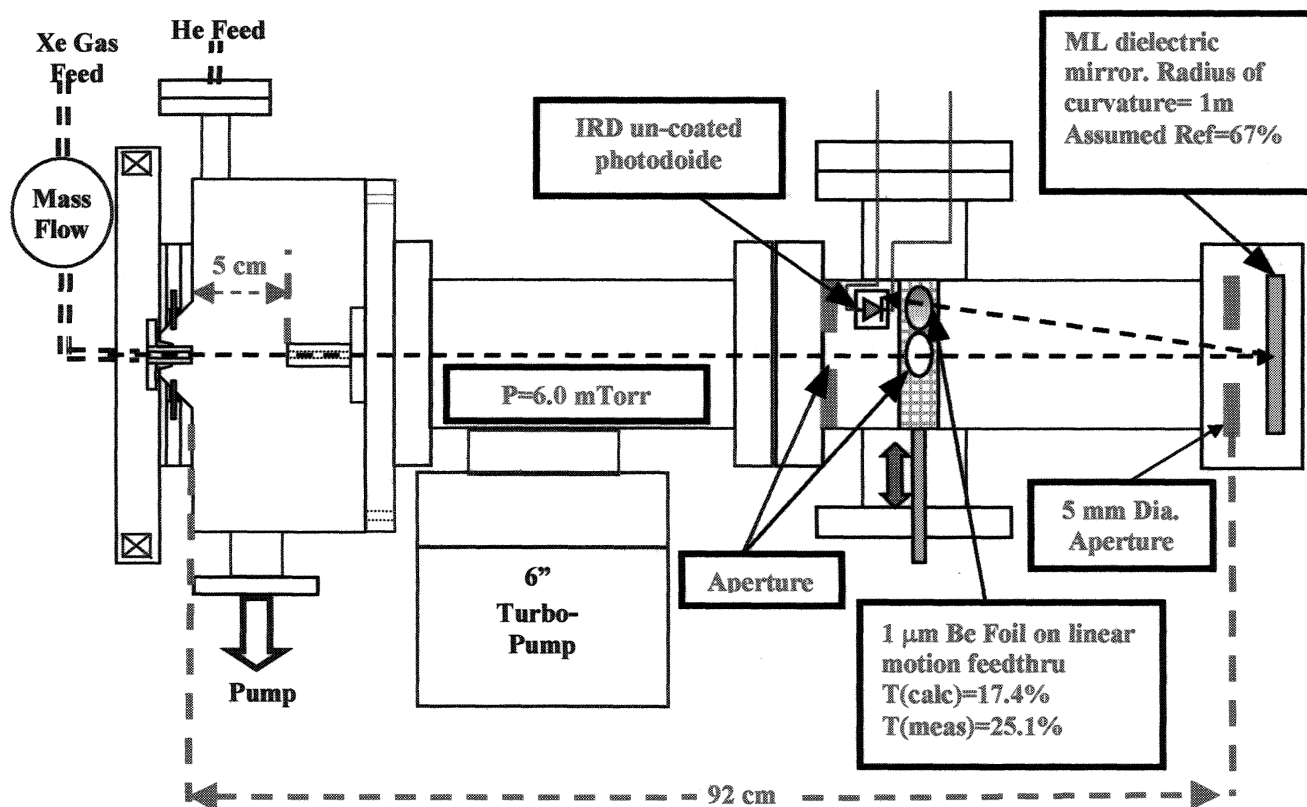 He Feed
Xe Gas
Feed
Mass
Flow
5 cm
IRD un-coated
photodoide
ML dielectric
mirror. Radius of
curvature= 1m
Assumed Ref=67%
P=6.0 mTorr
6”
Turbo-
Pump
Pump
Aperture
5 mm Dia.
Aperture
1 μm Be Foil on linear
motion feedthru
T(calc)=17.4%
T(meas)=25.1%
92 cm